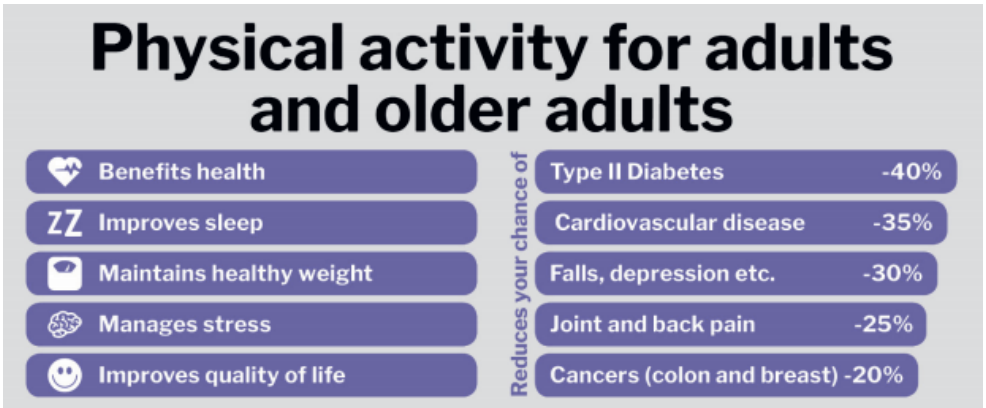 Physical activity for adults
and older adults
Benefits health
ZZ Improves sleep
Maintains healthy weight
Manages stress
Improves quality of life
Reduces your chance of
Type II Diabetes -40%
Cardiovascular disease -35%
Falls, depression etc. -30%
Joint and back pain -25%
Cancers (colon and breast) -20%